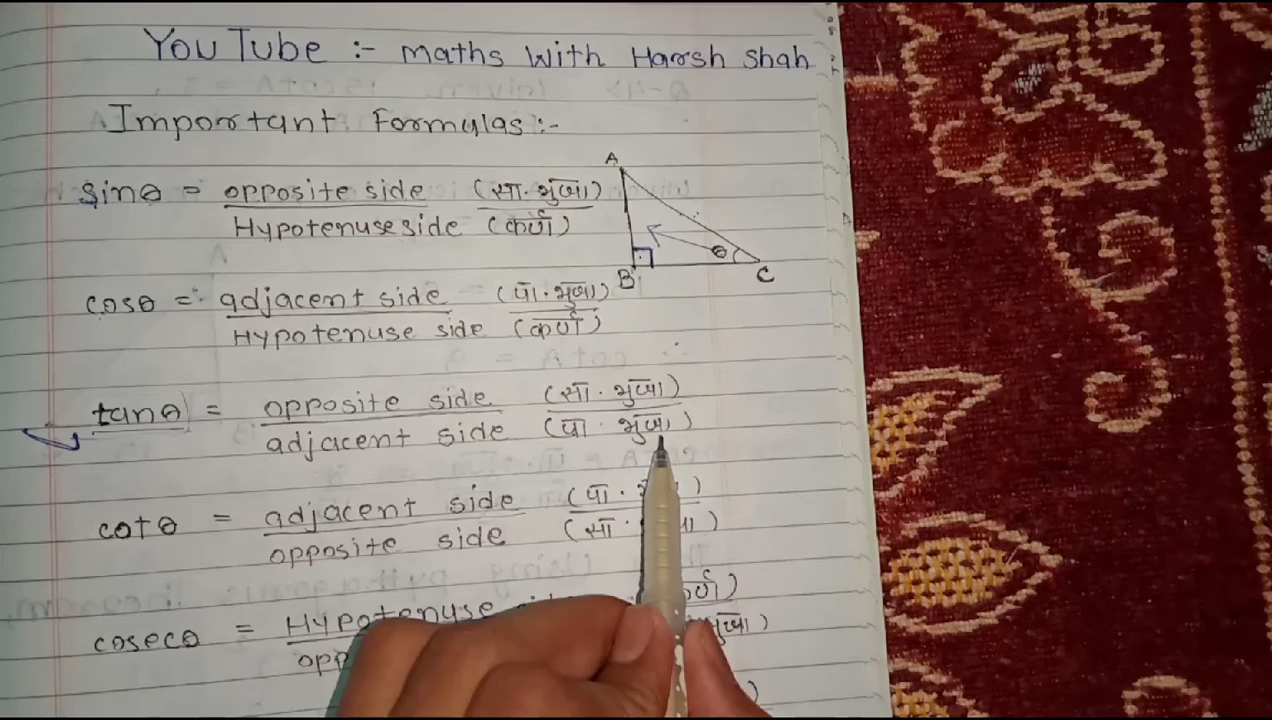 YouTube :- maths With Harsh Shah
Important Formulas:-
A
sinθ = opposite side (सा. भुजा)
Hypotenuse side (कर्ण)
θ
B C
cosθ = adjacent side (पा. भुजा)
Hypotenuse side (कर्ण)
tanθ = opposite side (सा. भुजा)
adjacent side (पा. भुजा)
cotθ = adjacent side (पा.
opposite side (सा.
cosecθ = Hypotenuse
opp